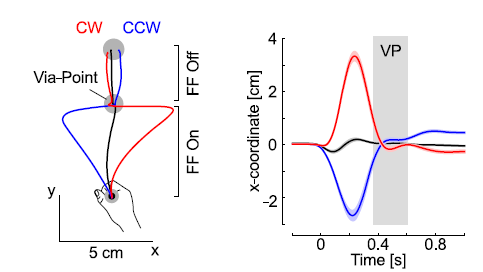 CW CCW
Via-Point
FF Off
FF On
y
x
5 cm
VP
x-coordinate [cm]
4
2
0
−2
0 0.4 0.8
Time [s]